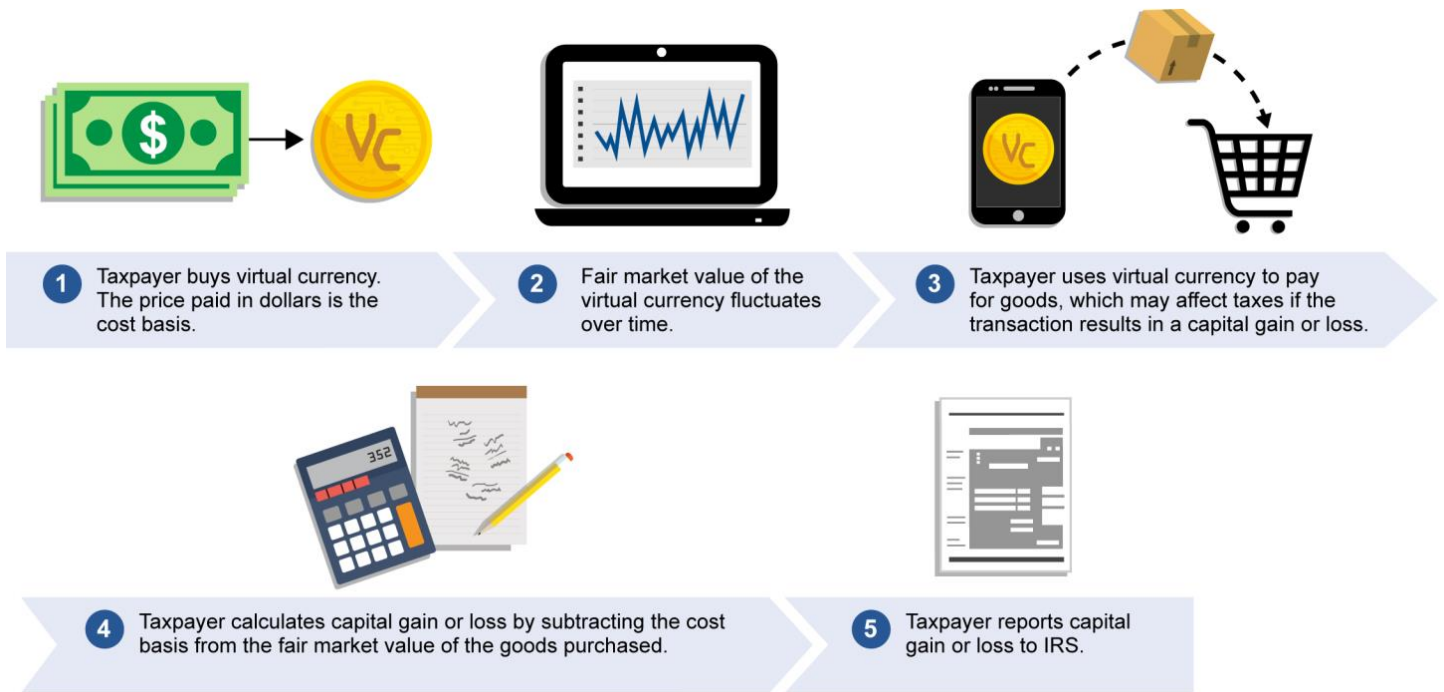 $
VC
VC
1
Taxpayer buys virtual currency.
The price paid in dollars is the
cost basis.
2
Fair market value of the
virtual currency fluctuates
over time.
3
Taxpayer uses virtual currency to pay
for goods, which may affect taxes if the
transaction results in a capital gain or loss.
352
4
Taxpayer calculates capital gain or loss by subtracting the cost
basis from the fair market value of the goods purchased.
5
Taxpayer reports capital
gain or loss to IRS.